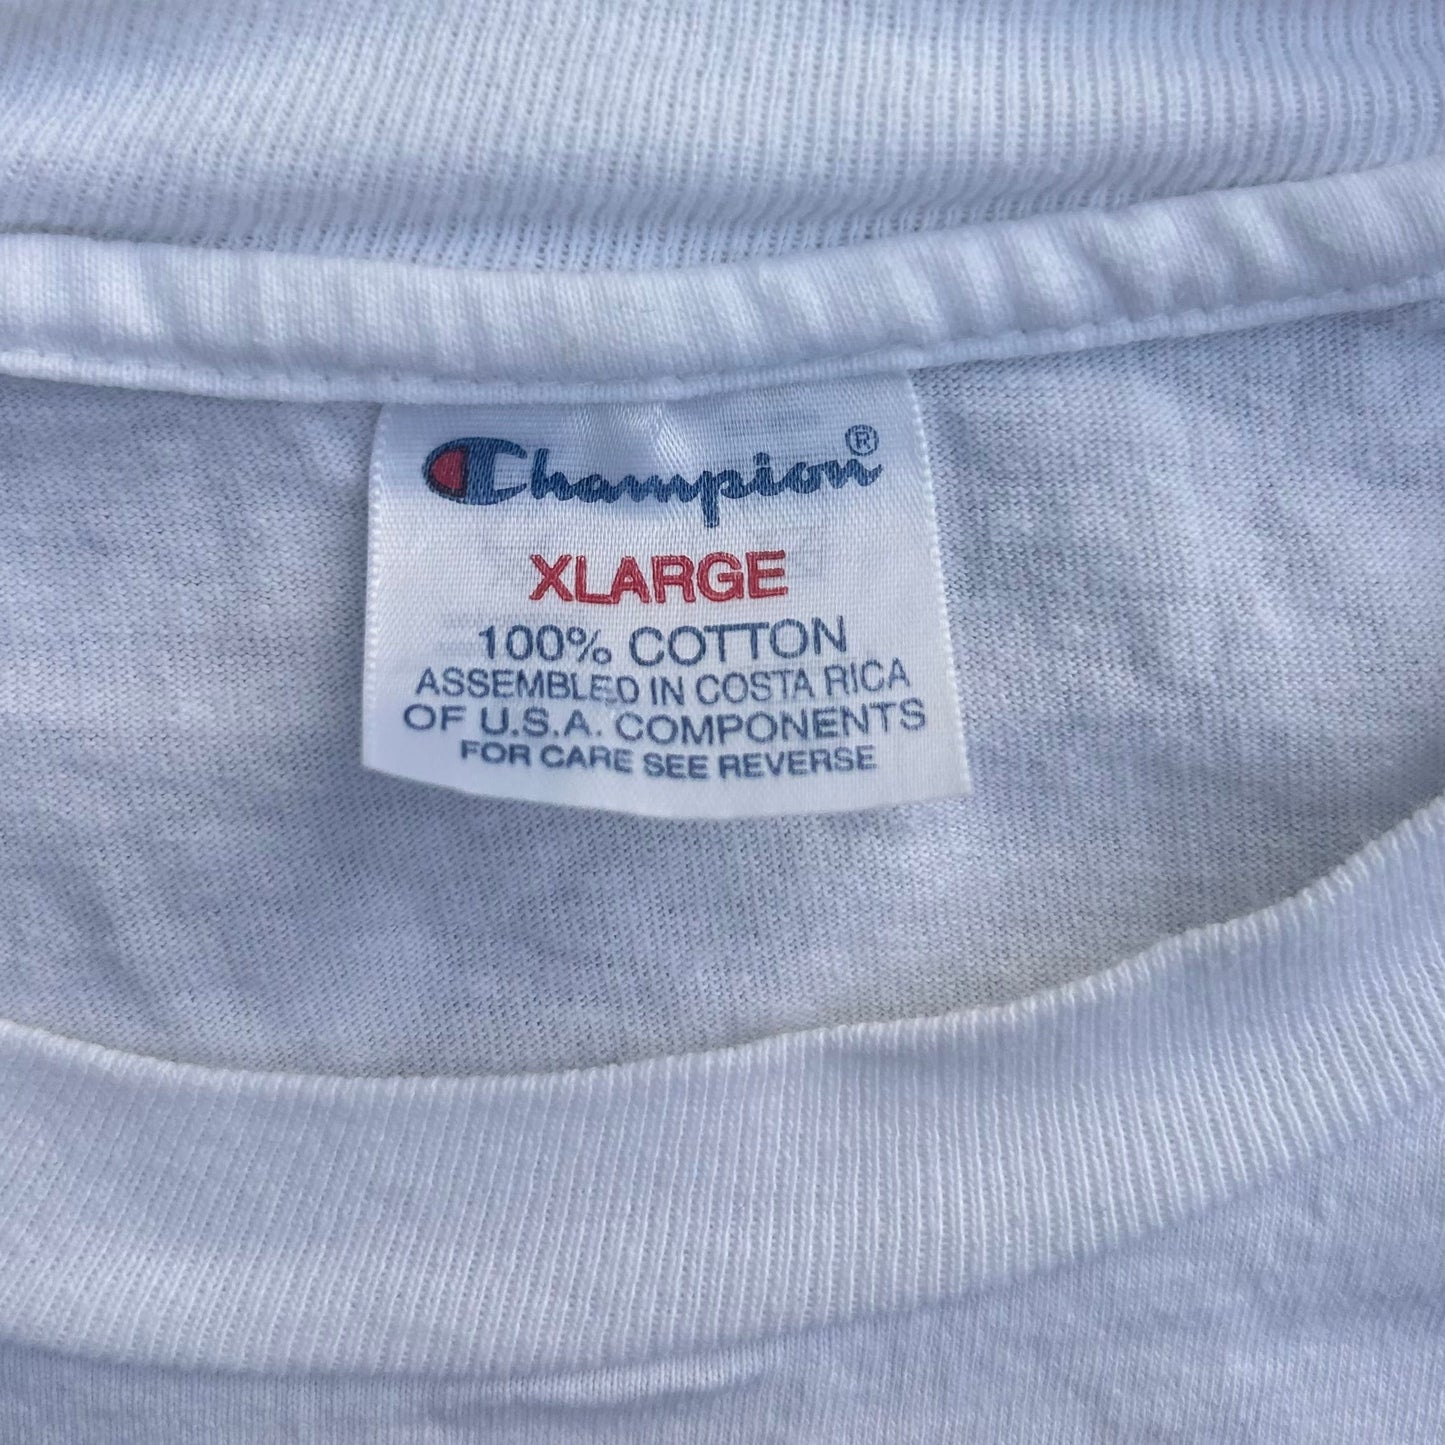 Champion®
XLARGE
100% COTTON
ASSEMBLED IN COSTA RICA
OF U.S.A. COMPONENTS
FOR CARE SEE REVERSE